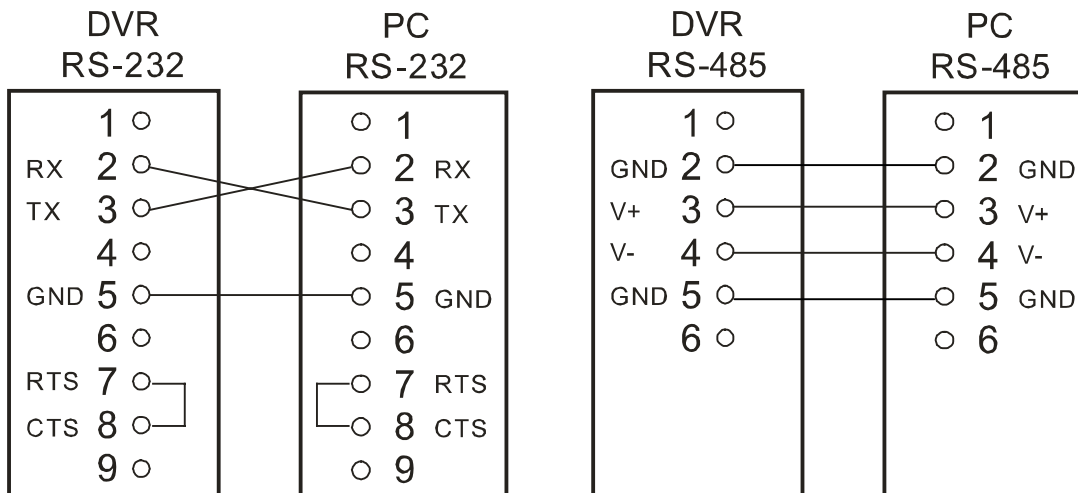 DVR
RS-232
1
RX 2
TX 3
4
GND 5
6
RTS 7
CTS 8
9
PC
RS-232
1
2 RX
3 TX
4
5 GND
6
7 RTS
8 CTS
9
DVR
RS-485
1
GND 2
V+ 3
V- 4
GND 5
6
PC
RS-485
1
2 GND
3 V+
4 V-
5 GND
6